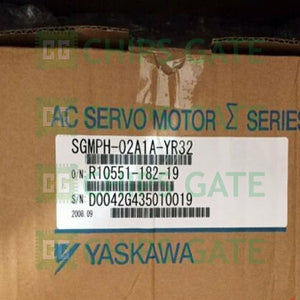 CHIPS GATE
AC SERVO MOTOR Σ SERIES
SGMPH-02A1A-YR32
O/N: R10551-182-19
S/N: D0042G435010019
2008.09
YASKAWA